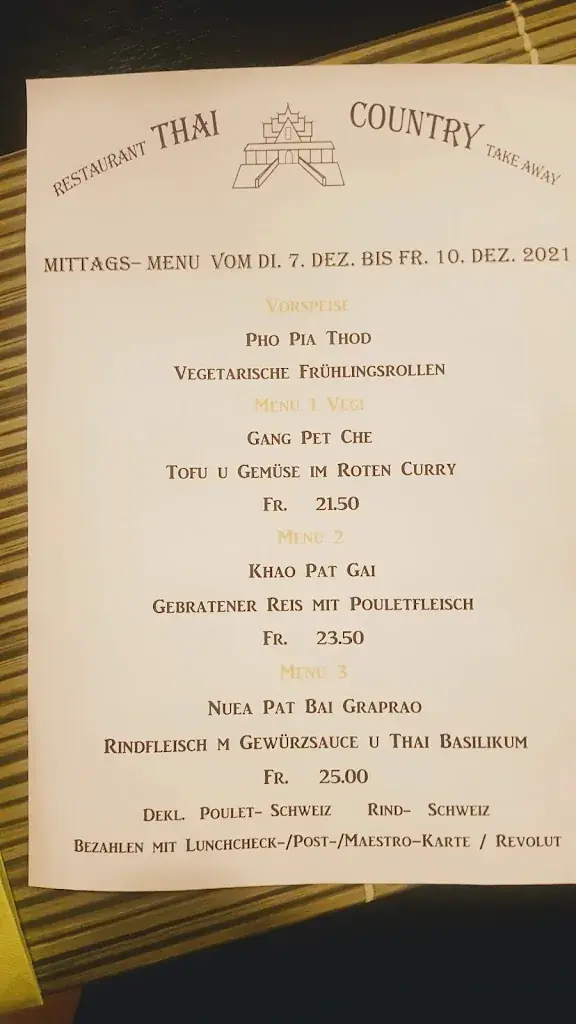 RESTAURANT THAI COUNTRY TAKE AWAY
MITTAGS- MENU VOM DI. 7. DEZ. BIS FR. 10. DEZ. 2021
VORSPEISE
PHO PIA THOD
VEGETARISCHE FRÜHLINGSROLLEN
MENU 1 VEGI
GANG PET CHE
TOFU U GEMÜSE IM ROTEN CURRY
FR. 21.50
MENU 2
KHAO PAT GAI
GEBRATENER REIS MIT POULETFLEISCH
FR. 23.50
MENU 3
NUEA PAT BAI GRAPRAO
RINDFLEISCH M GEWÜRZSAUCE U THAI BASILIKUM
FR. 25.00
DEKL. POULET- SCHWEIZ RIND- SCHWEIZ
BEZAHLEN MIT LUNCHCHECK-/POST-/MAESTRO-KARTE / REVOLUT